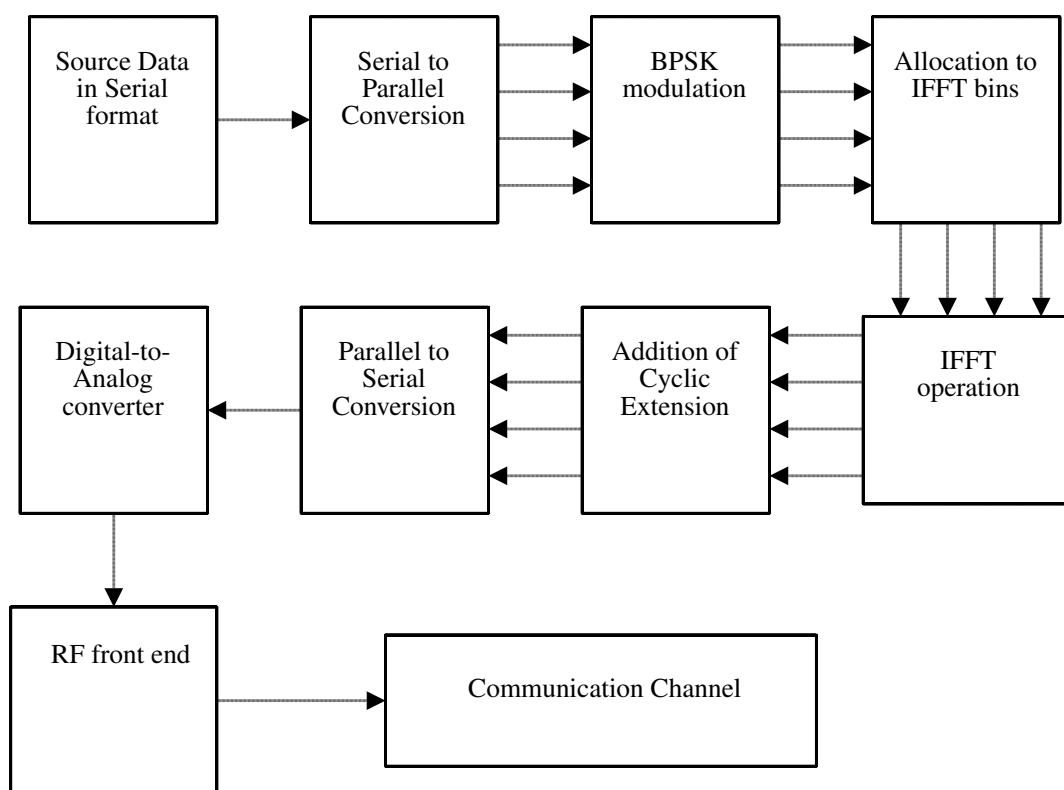 Source Data
in Serial
format
Serial to
Parallel
Conversion
BPSK
modulation
Allocation to
IFFT bins
Digital-to-
Analog
converter
Parallel to
Serial
Conversion
Addition of
Cyclic
Extension
IFFT
operation
RF front end
Communication Channel